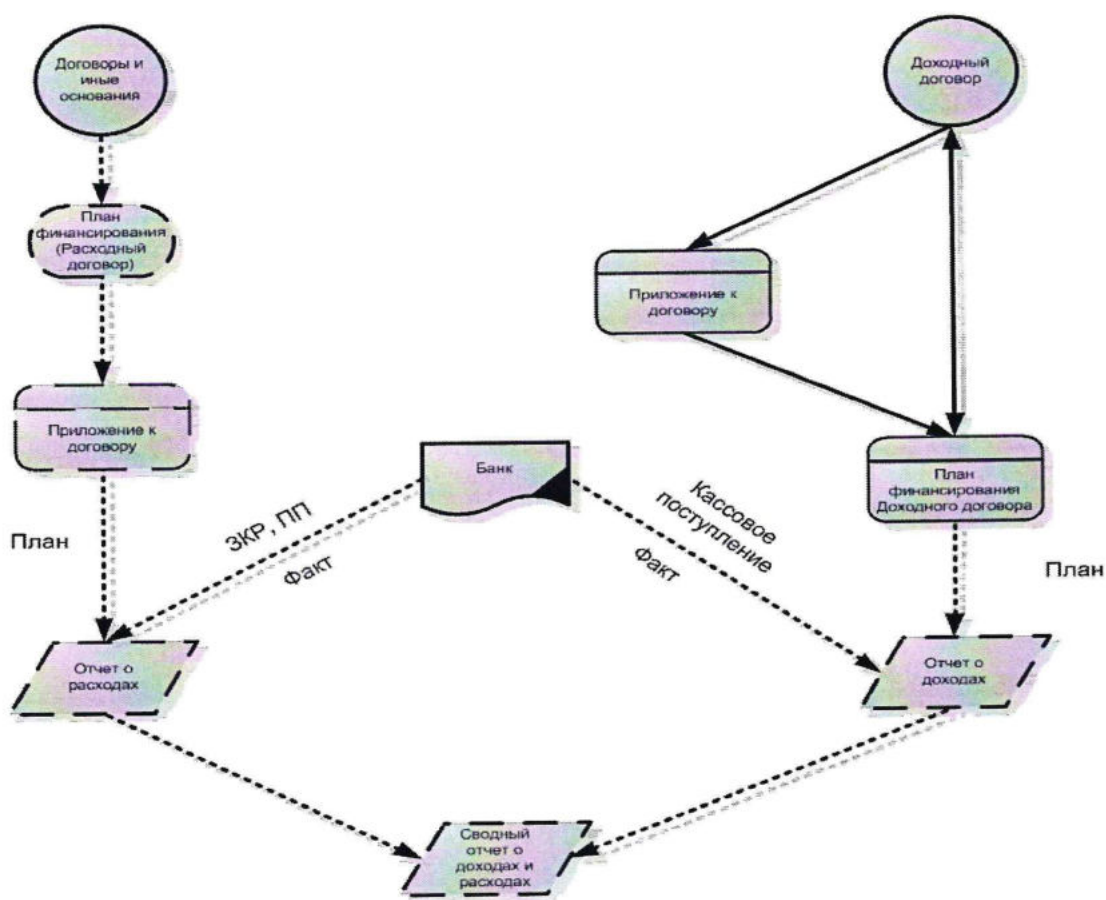 Договоры и
иные
основания
Доходный
договор
План
финансирования
(Расходный
договор)
Приложение к
договору
Приложение к
договору
Банк
План
финансирования
Доходного договора
План
ЗКР, ПП
Факт
Кассовое
поступление
Факт
План
Отчет о
расходах
Отчет о
доходах
Сводный
отчет о
доходах и
расходах